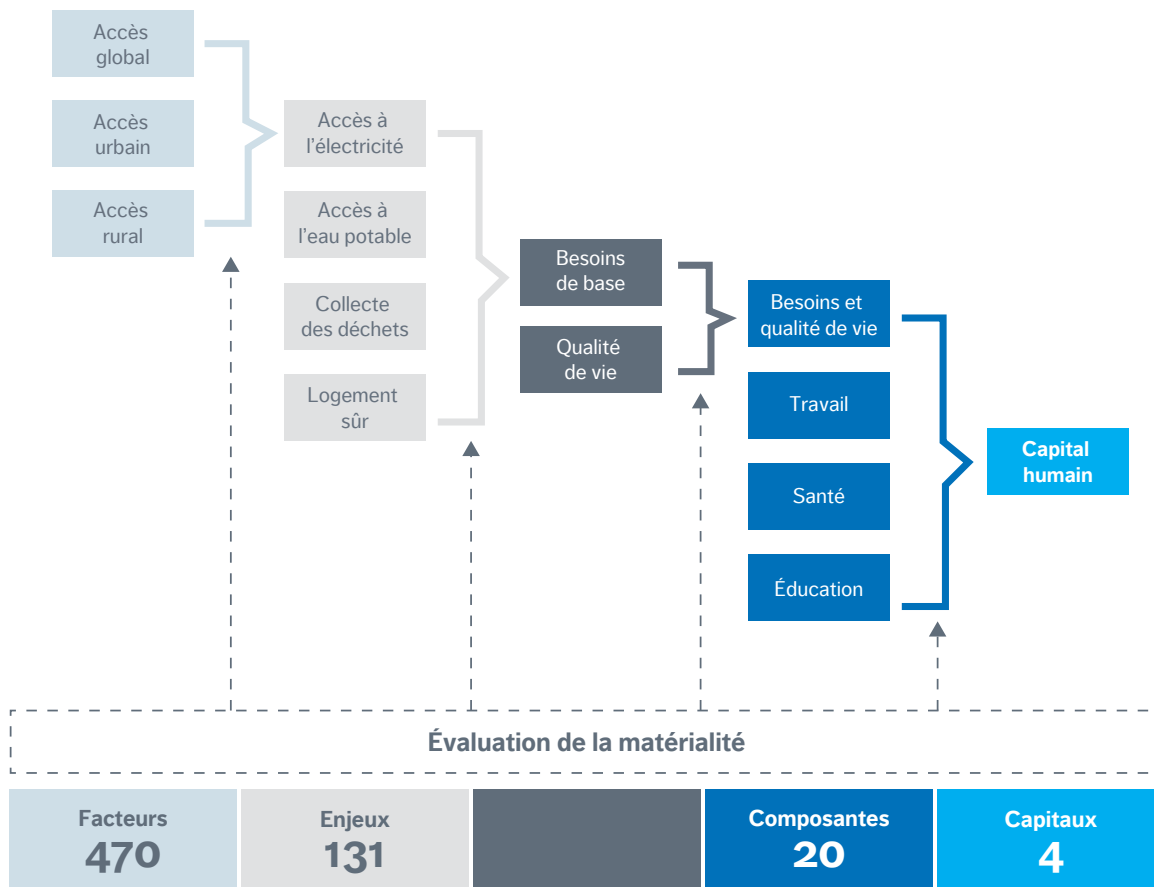 Accès
global
Accès
urbain
Accès
rural
Accès à
l'électricité
Accès à
l'eau potable
Collecte
des déchets
Logement
sûr
Besoins
de base
Qualité
de vie
Besoins et
qualité de vie
Travail
Santé
Éducation
Capital
humain
Évaluation de la matérialité
Facteurs
470
Enjeux
131
Composantes
20
Capitaux
4